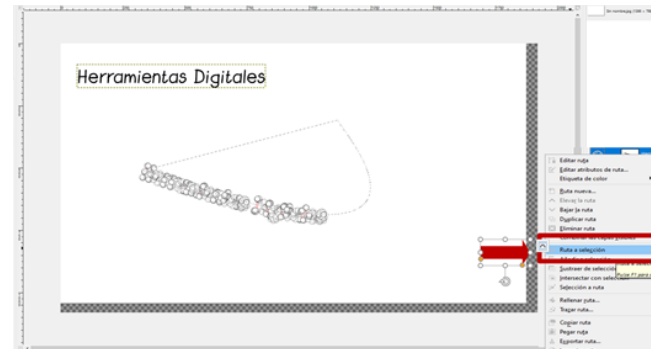 Herramientas Digitales
Editar ruta
Editar atributos de ruta...
Etiqueta de color
Ruta nueva...
Elevar la ruta
Bajar la ruta
Duplicar ruta
Eliminar ruta
Ruta a selección
Sustraer de selección
Intersectar con
Selección a ruta
Rellenar ruta...
Trazar ruta...
Copiar ruta
Pegar ruta
Exportar ruta...